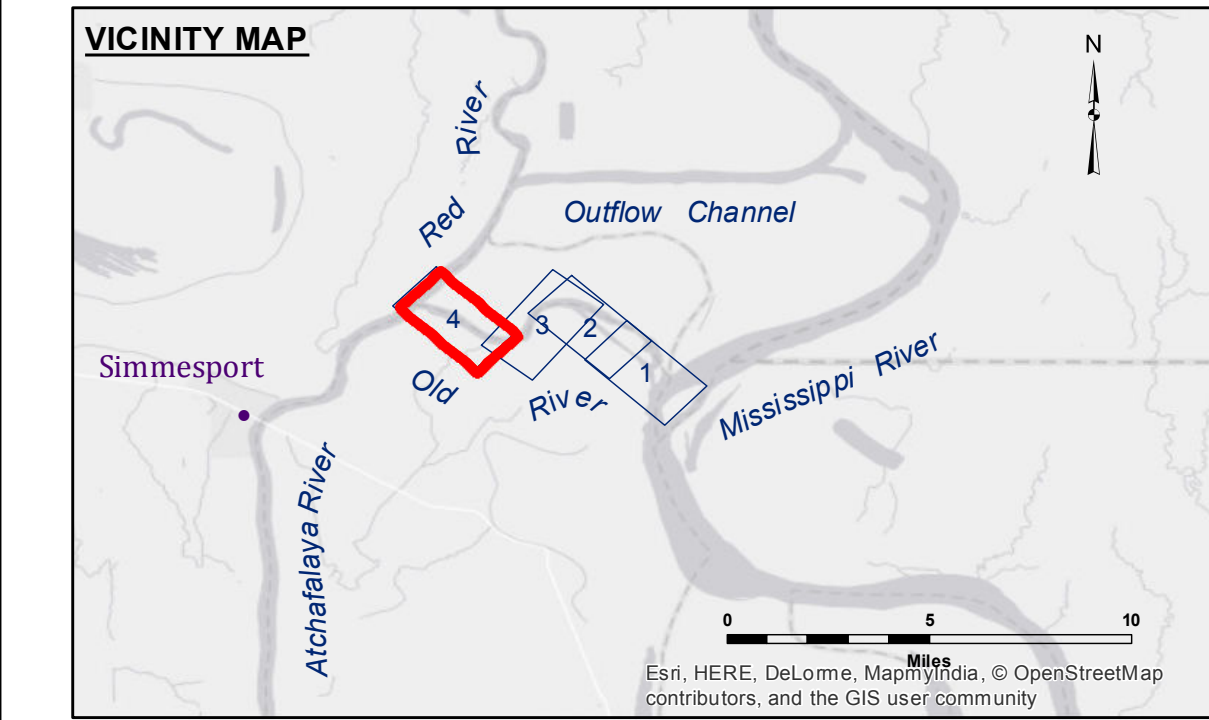 VICINITY MAP
N
Red River
Outflow Channel
4
3
2
1
Simmesport
Old River
Mississippi River
Atchafalaya River
0 5 10
Miles
Esri, HERE, DeLorme, MapmyIndia, © OpenStreetMap
contributors, and the GIS user community